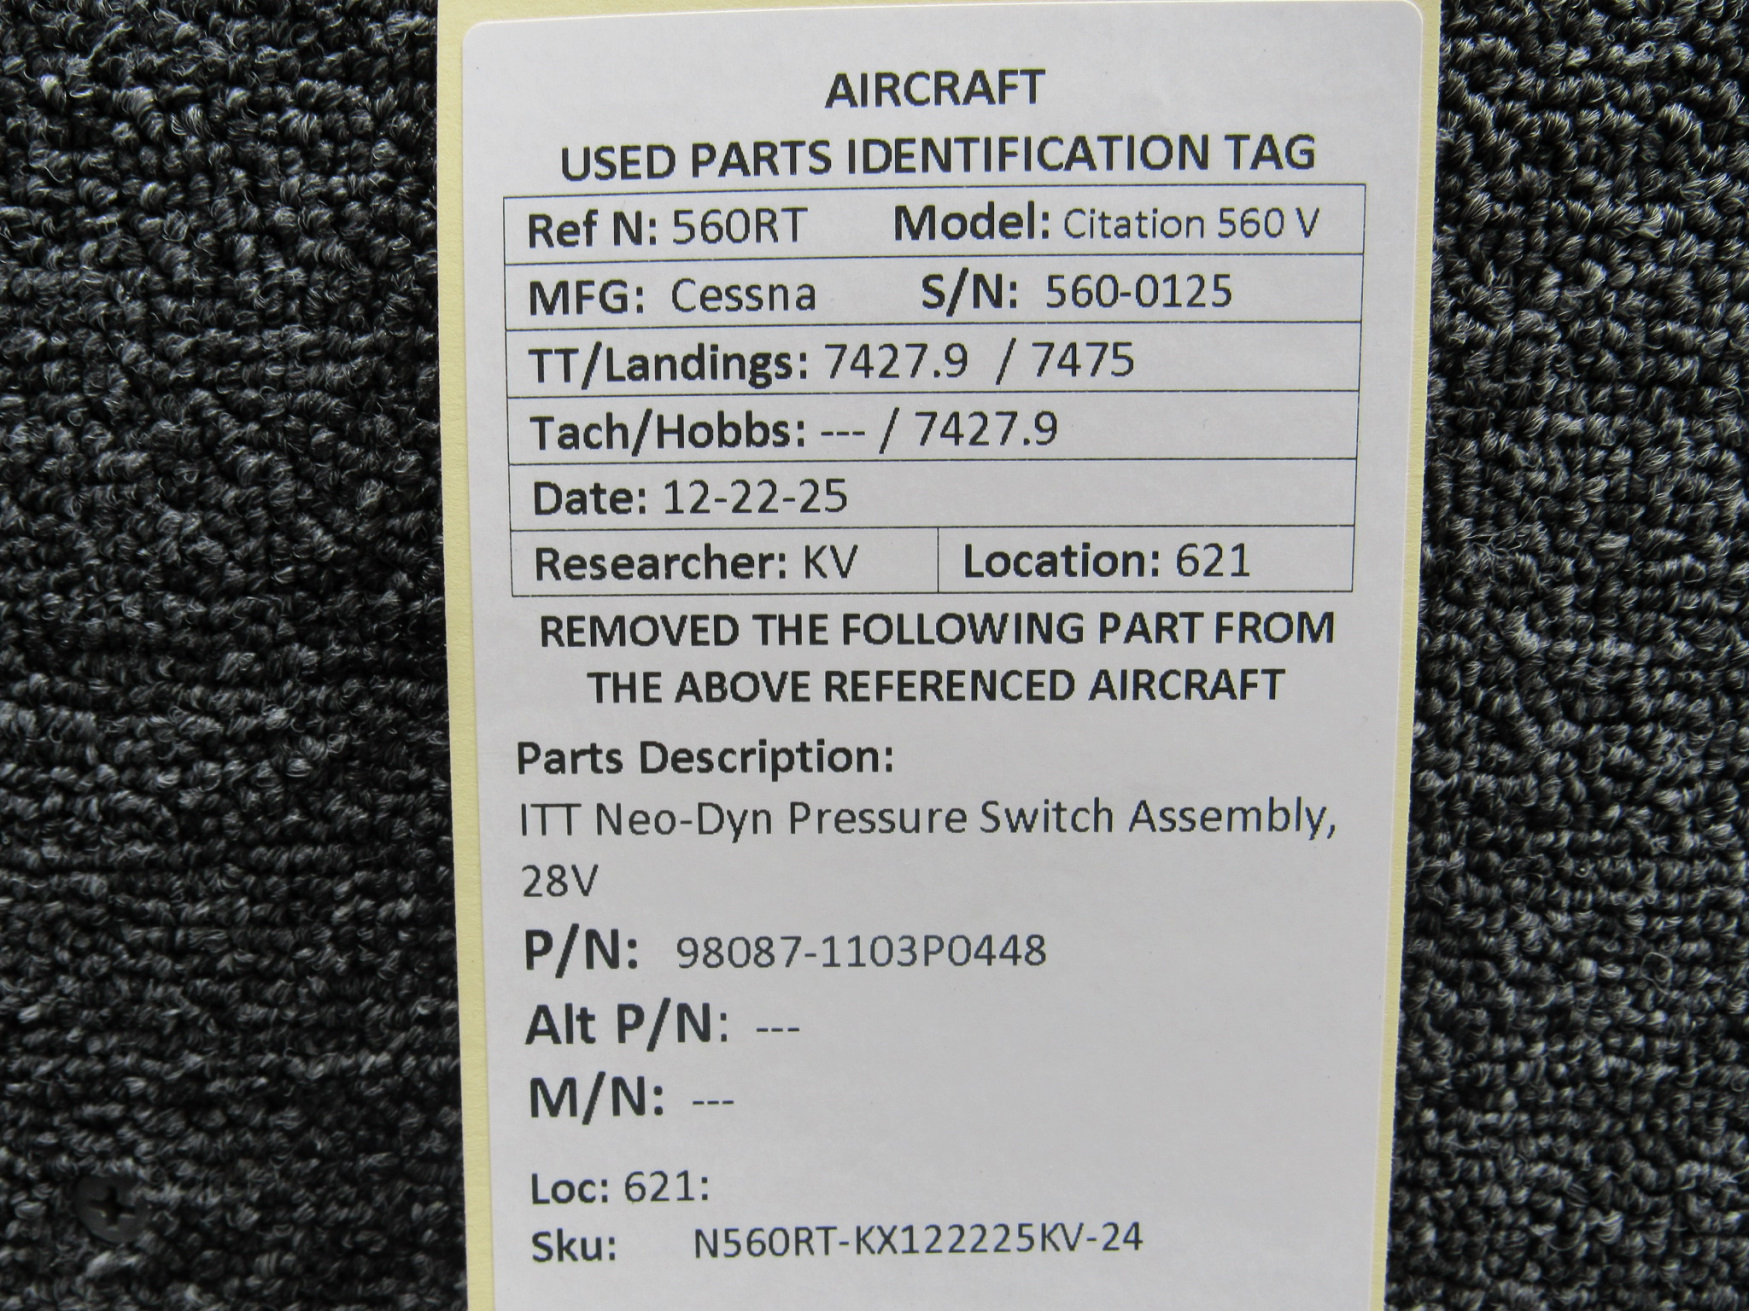 AIRCRAFT
USED PARTS IDENTIFICATION TAG
Ref N: 560RT Model: Citation 560 V
MFG: Cessna S/N: 560-0125
TT/Landings: 7427.9 / 7475
Tach/Hobbs: --- / 7427.9
Date: 12-22-25
Researcher: KV Location: 621
REMOVED THE FOLLOWING PART FROM
THE ABOVE REFERENCED AIRCRAFT
Parts Description:
ITT Neo-Dyn Pressure Switch Assembly,
28V
P/N: 98087-1103P0448
Alt P/N: ---
M/N: ---
Loc: 621:
Sku: N560RT-KX122225KV-24